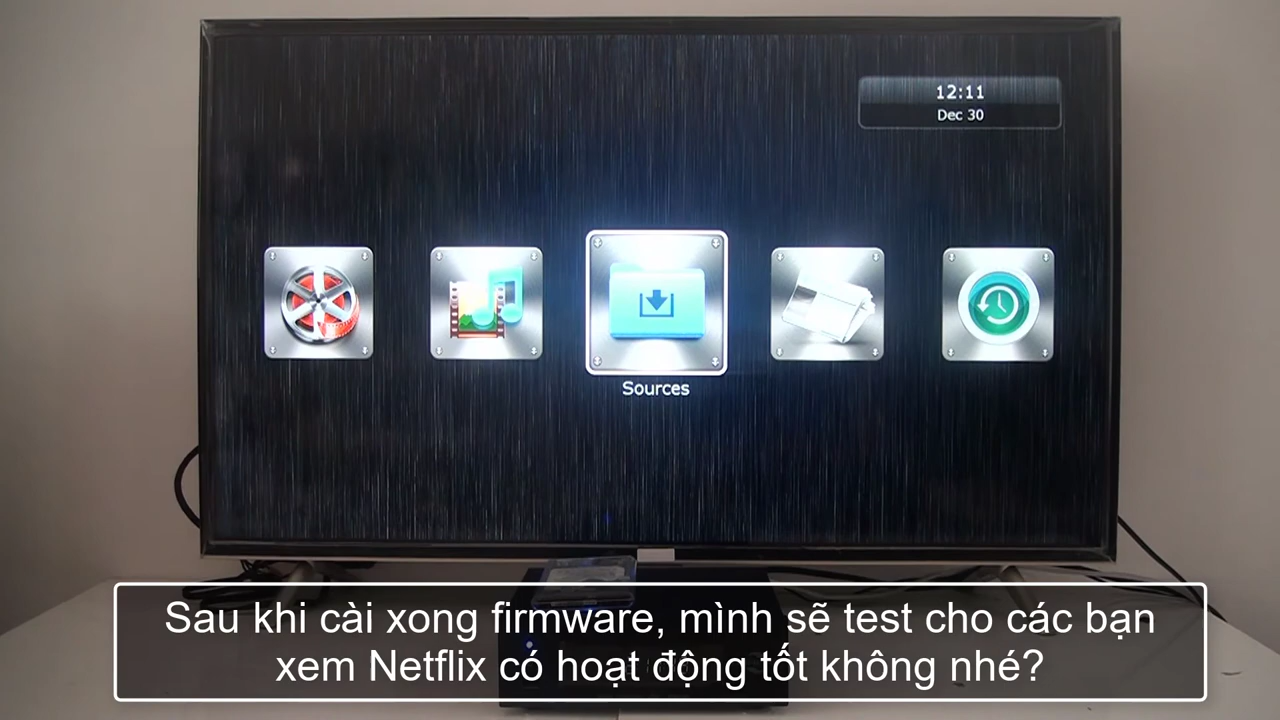 12:11
Dec 30
Sources
Sau khi cài xong firmware, mình sẽ test cho các bạn
xem Netflix có hoạt động tốt không nhé?